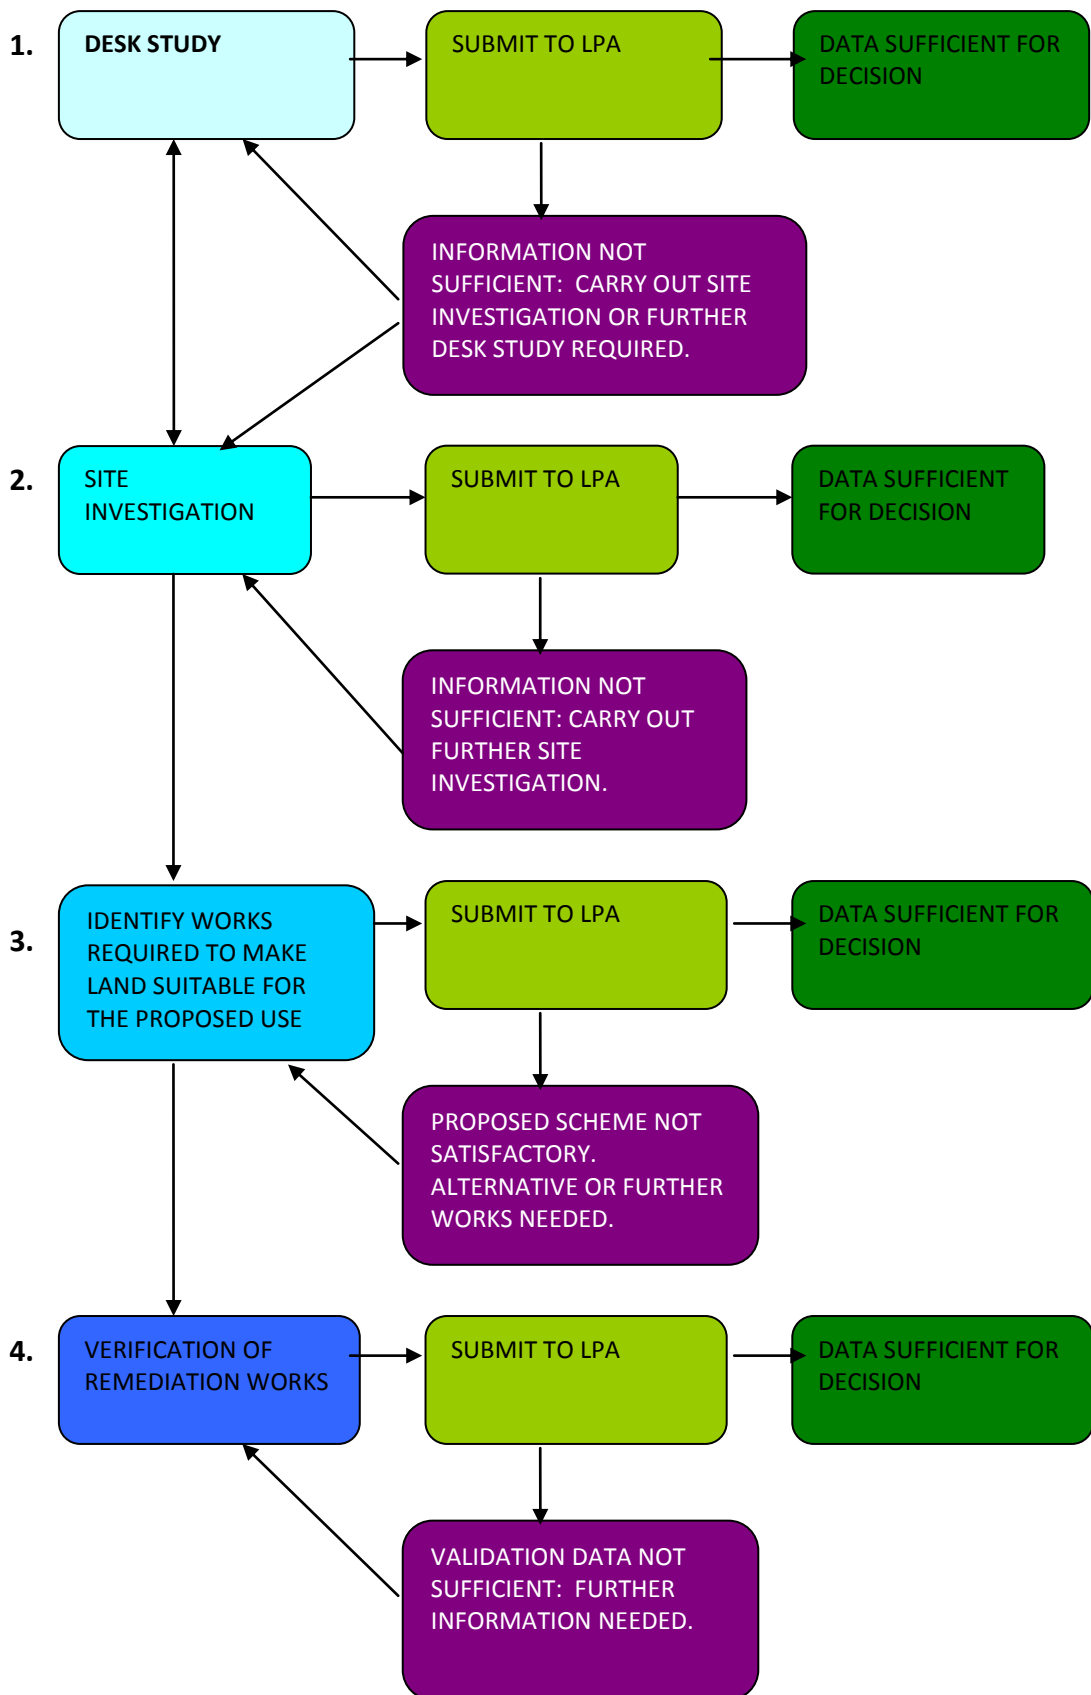 1.
DESK STUDY
SUBMIT TO LPA
DATA SUFFICIENT FOR
DECISION
INFORMATION NOT
SUFFICIENT:  CARRY OUT SITE
INVESTIGATION OR FURTHER
DESK STUDY REQUIRED.
2.
SITE
INVESTIGATION
SUBMIT TO LPA
DATA SUFFICIENT
FOR DECISION
INFORMATION NOT
SUFFICIENT: CARRY OUT
FURTHER SITE
INVESTIGATION.
3.
IDENTIFY WORKS
REQUIRED TO MAKE
LAND SUITABLE FOR
THE PROPOSED USE
SUBMIT TO LPA
DATA SUFFICIENT FOR
DECISION
PROPOSED SCHEME NOT
SATISFACTORY.
ALTERNATIVE OR FURTHER
WORKS NEEDED.
4.
VERIFICATION OF
REMEDIATION WORKS
SUBMIT TO LPA
DATA SUFFICIENT FOR
DECISION
VALIDATION DATA NOT
SUFFICIENT:  FURTHER
INFORMATION NEEDED.